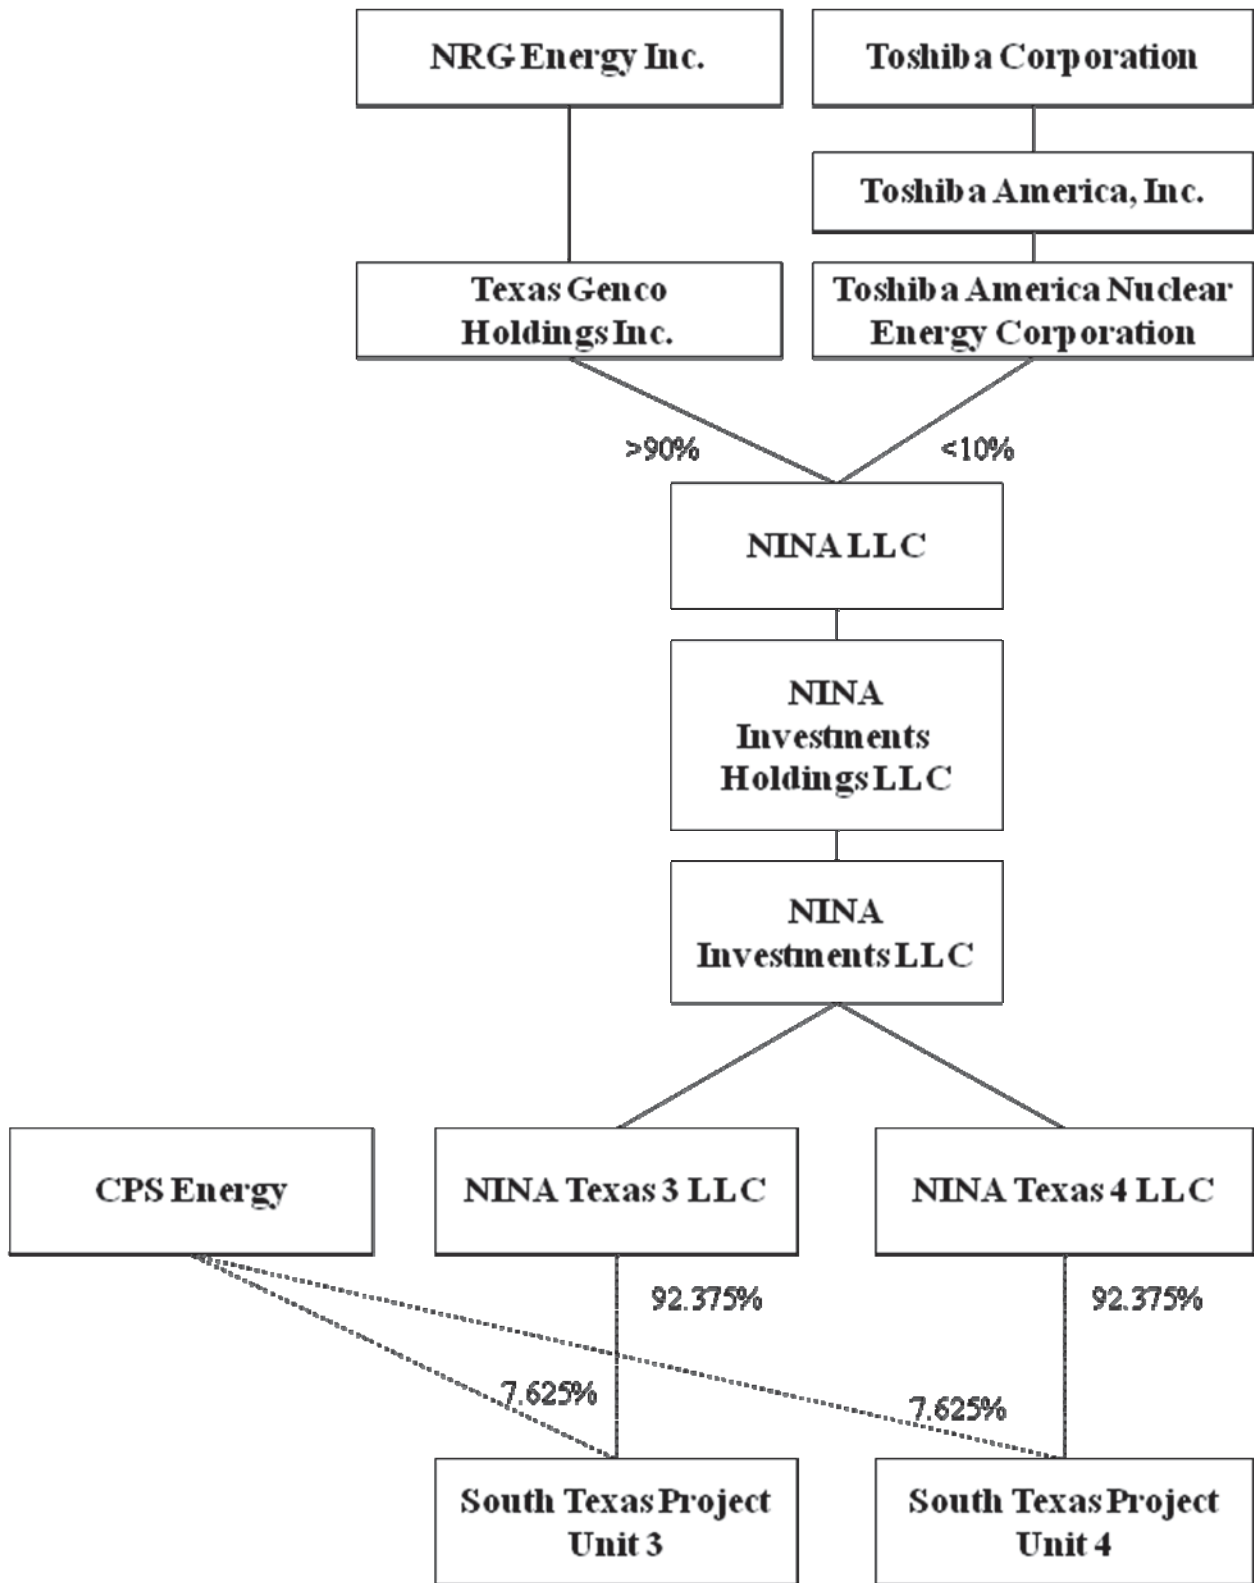 NRG Energy Inc.
Toshiba Corporation
Toshiba America, Inc.
Texas Genco
Holdings Inc.
Toshiba America Nuclear
Energy Corporation
>90%
<10%
NINA LLC
NINA
Investments
Holdings LLC
NINA
Investments LLC
CPS Energy
NINA Texas 3 LLC
NINA Texas 4 LLC
92.375%
92.375%
7.625%
7.625%
South Texas Project
Unit 3
South Texas Project
Unit 4